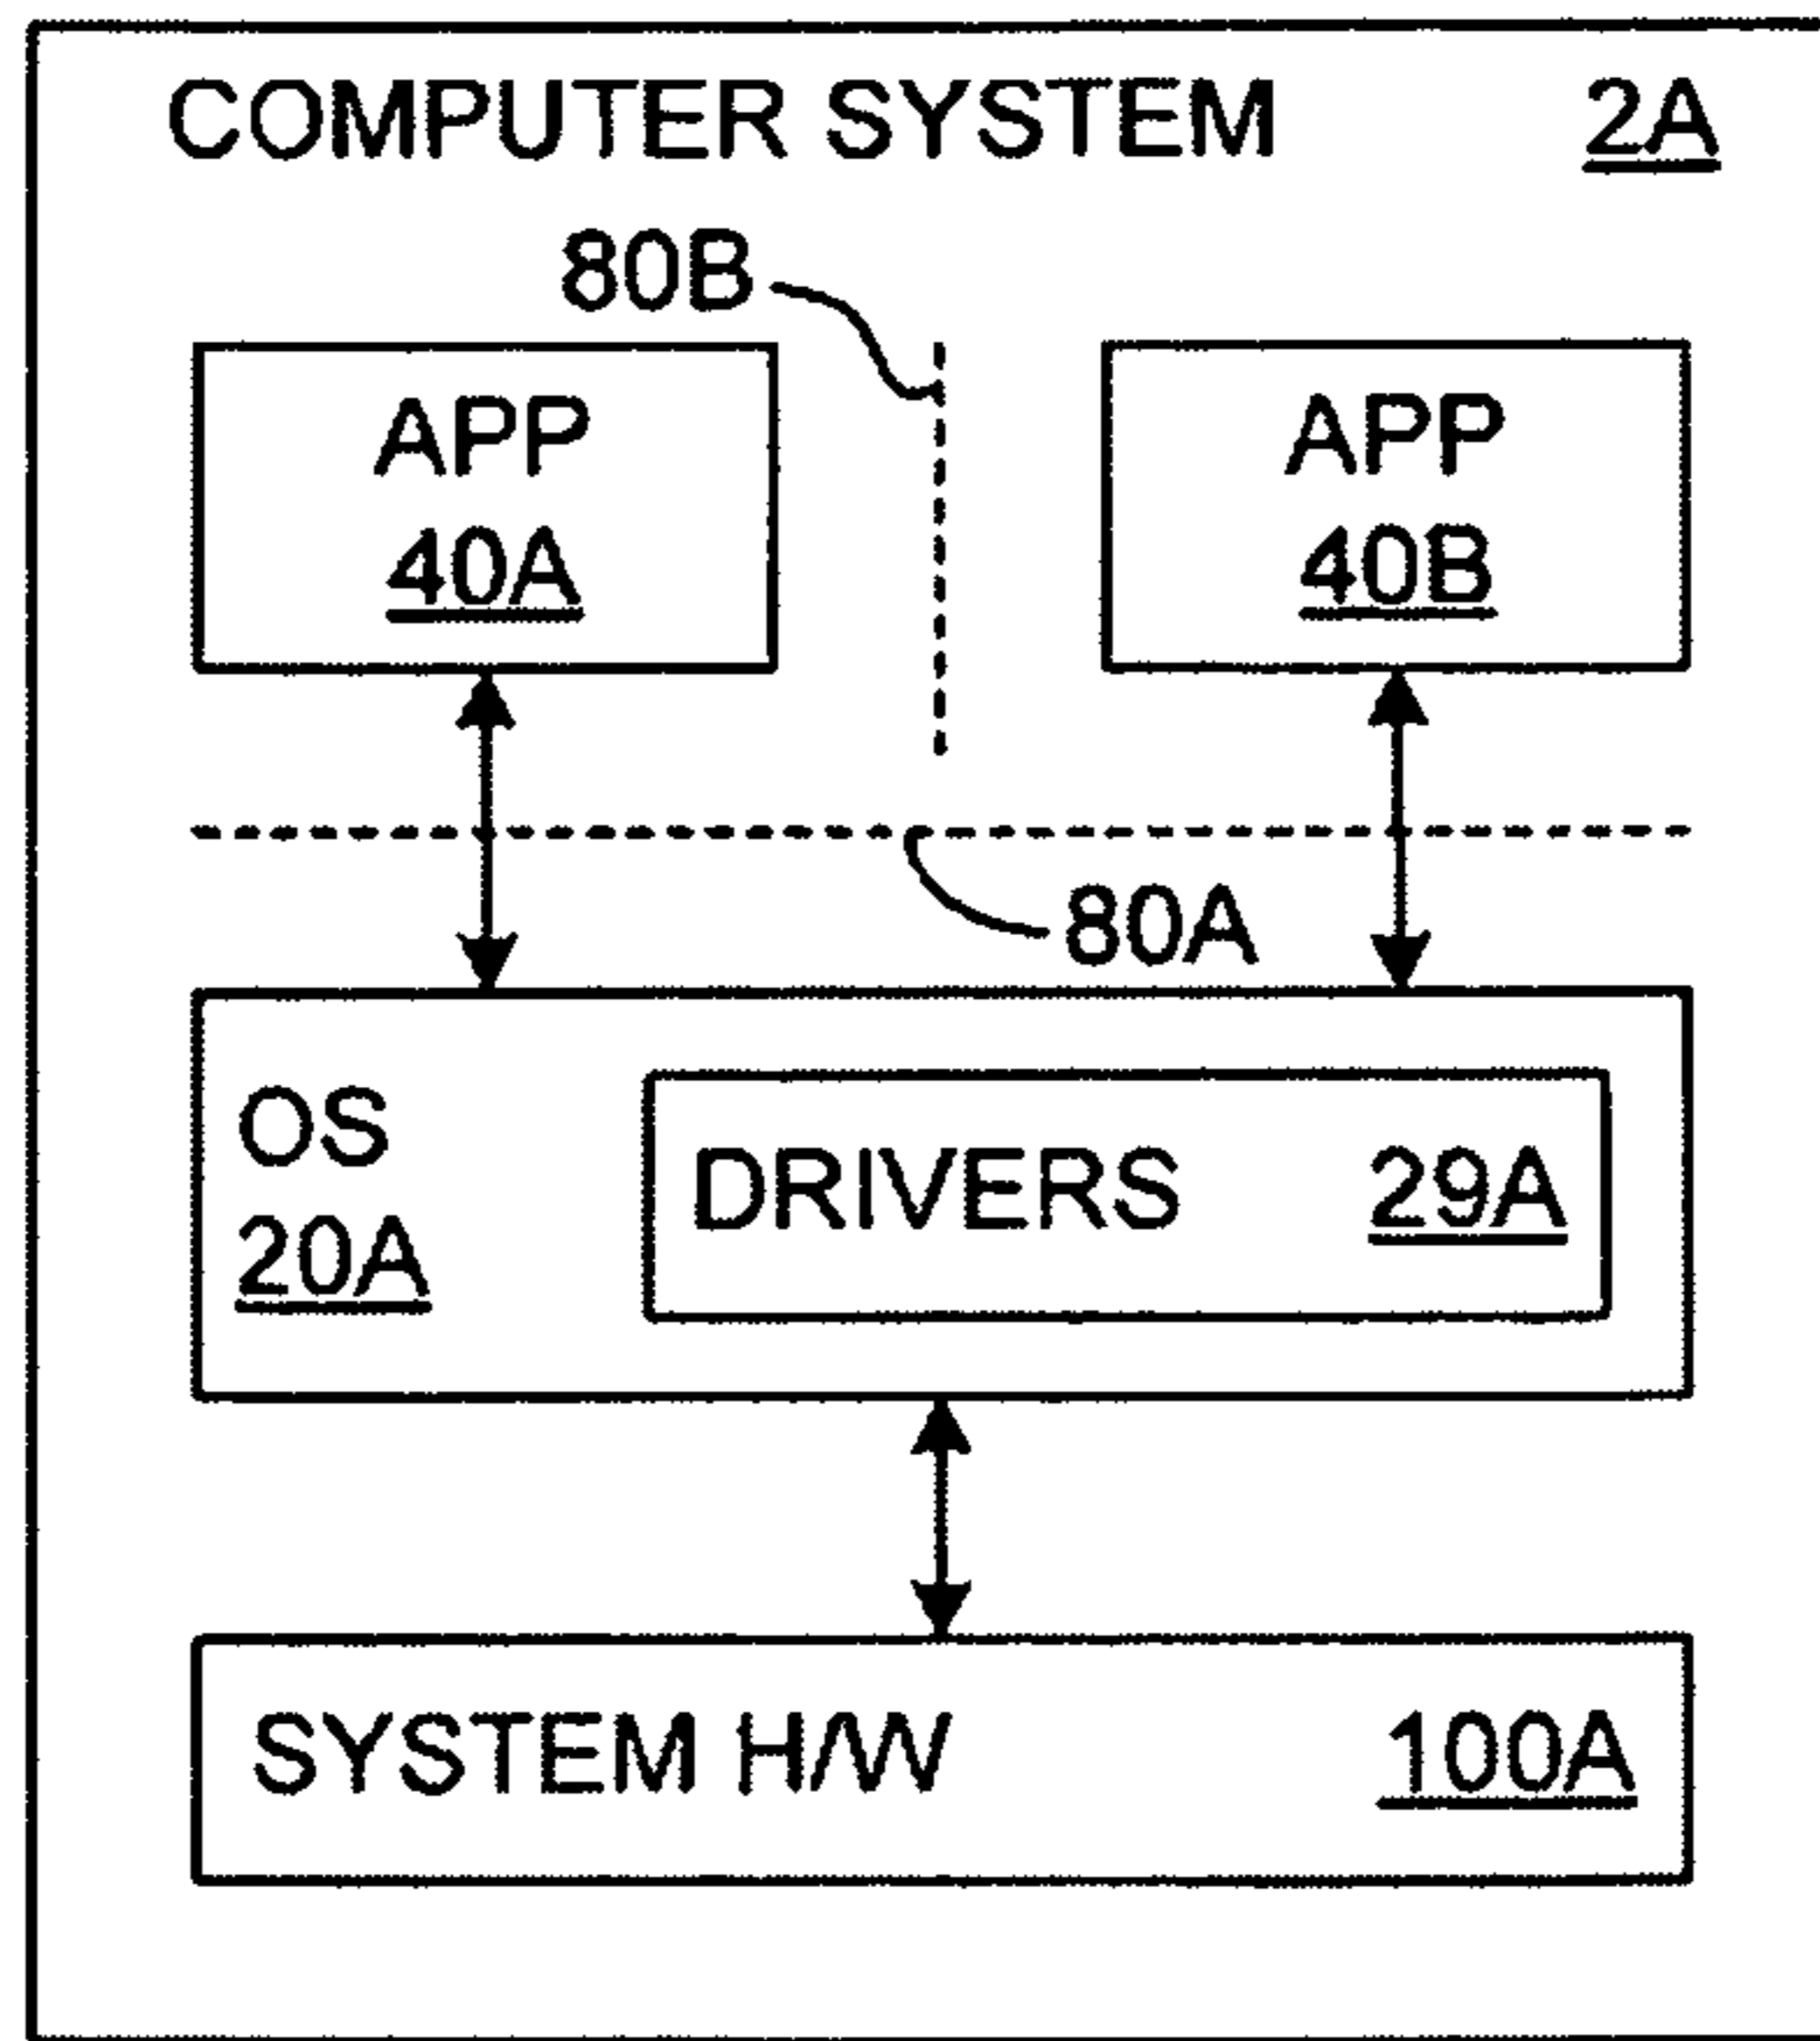 COMPUTER SYSTEM 2A
80B
APP
40A
APP
40B
80A
OS
20A
DRIVERS 29A
SYSTEM H/W 100A